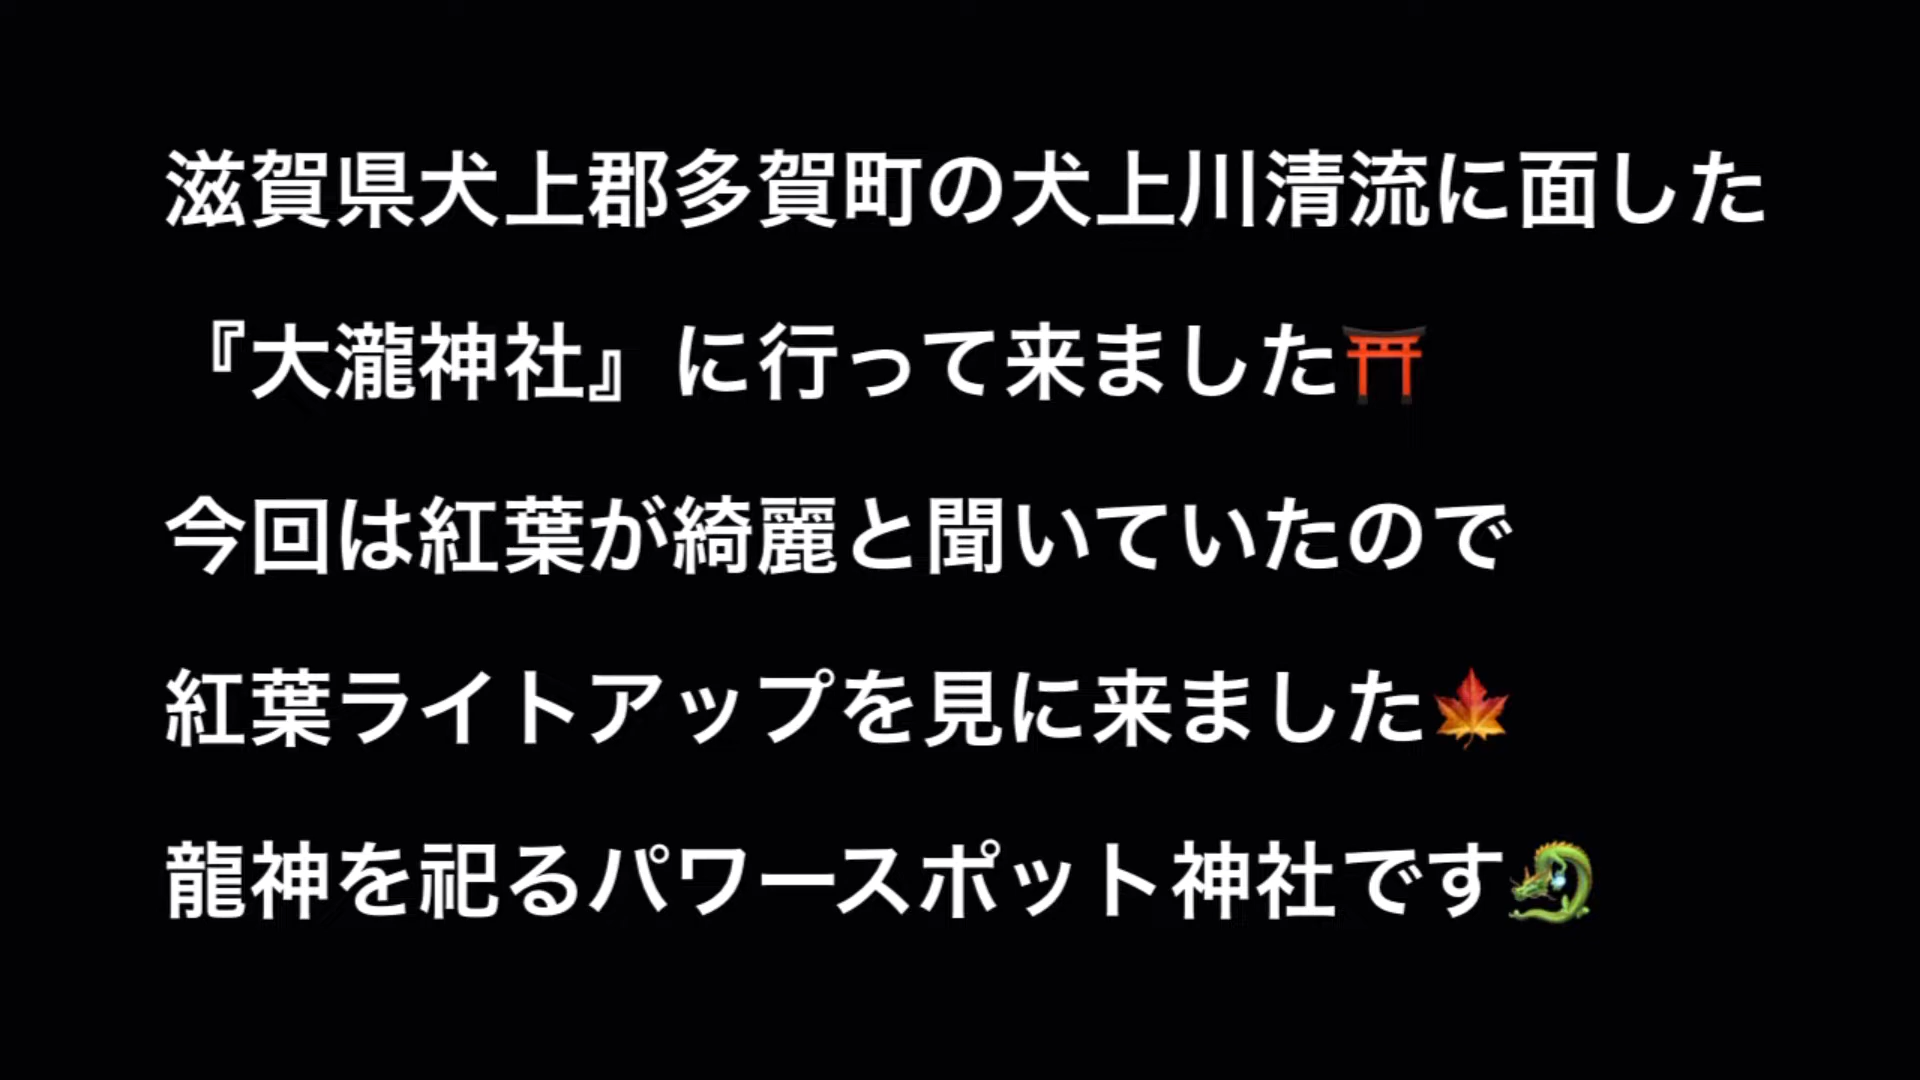 滋賀県犬上郡多賀町の犬上川清流に面した
『大瀧神社』に行って来ました⛩️
今回は紅葉が綺麗と聞いていたので
紅葉ライトアップを見に来ました🍁
龍神を祀るパワースポット神社です🐉